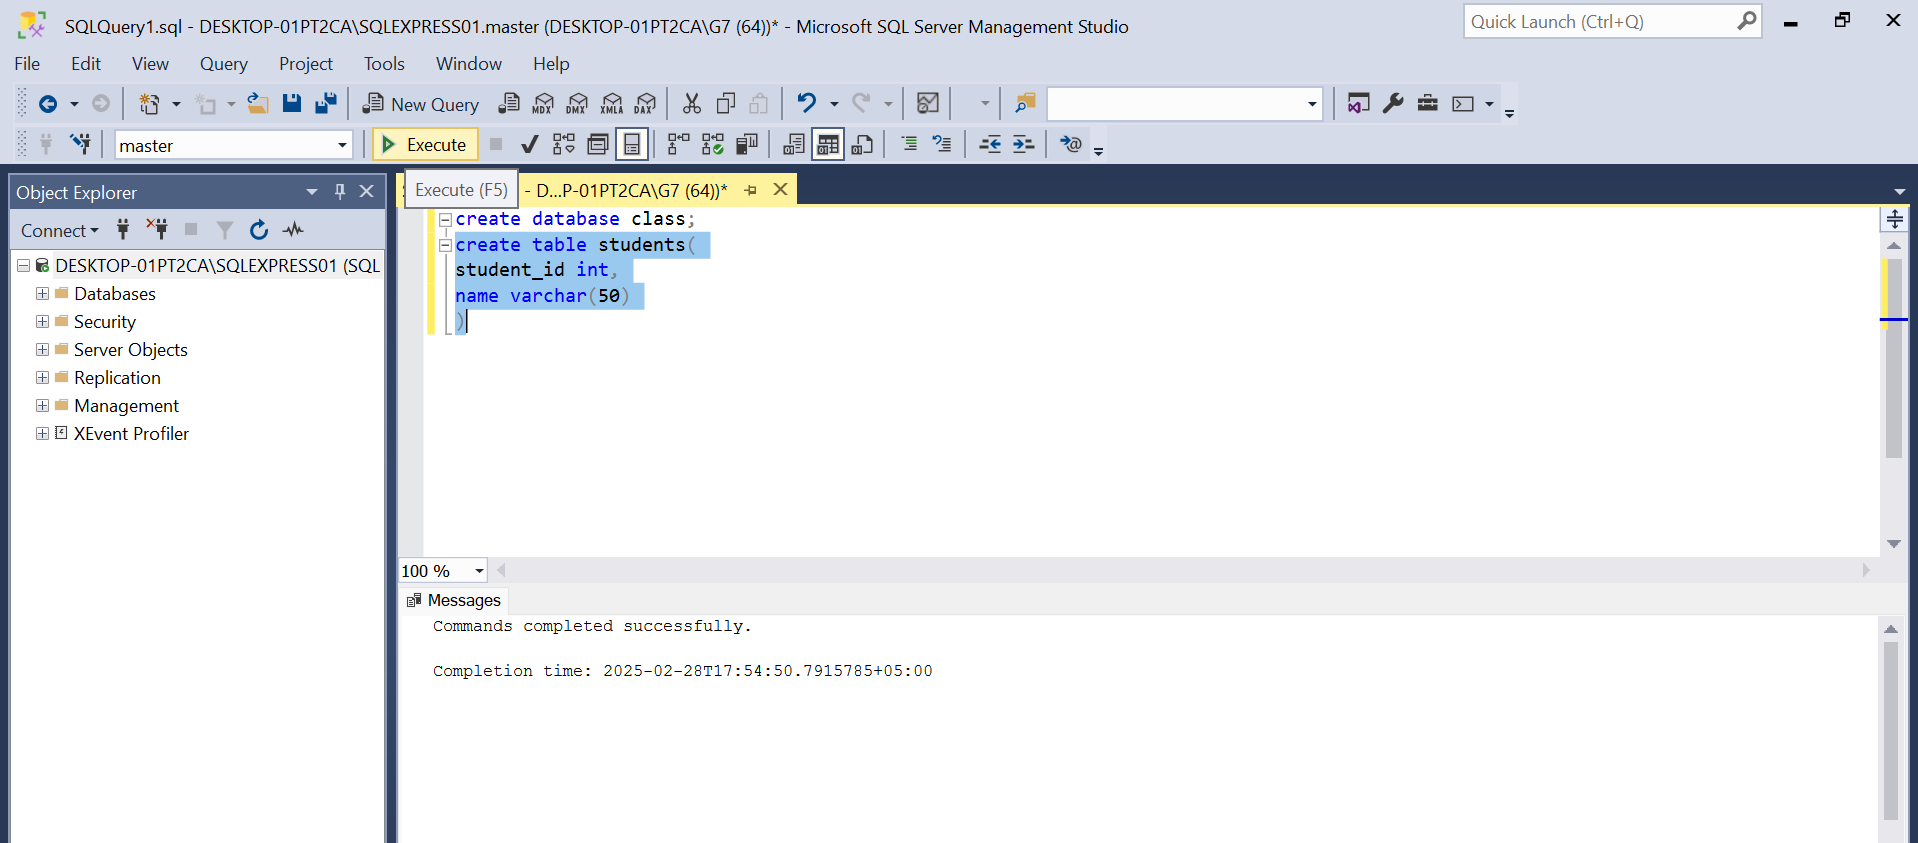 SQLQuery1.sql - DESKTOP-01PT2CA\SQLEXPRESS01.master (DESKTOP-01PT2CA\G7 (64))* - Microsoft SQL Server Management Studio
Quick Launch (Ctrl+Q)
File Edit View Query Project Tools Window Help
New Query MDX DMX XMLA DAX
master Execute
Object Explorer
Execute (F5) - D...P-01PT2CA\G7 (64))*
Connect
DESKTOP-01PT2CA\SQLEXPRESS01 (SQL
Databases
Security
Server Objects
Replication
Management
XEvent Profiler
create database class;
create table students(
student_id int,
name varchar(50)
)
100 %
Messages
Commands completed successfully.
Completion time: 2025-02-28T17:54:50.7915785+05:00